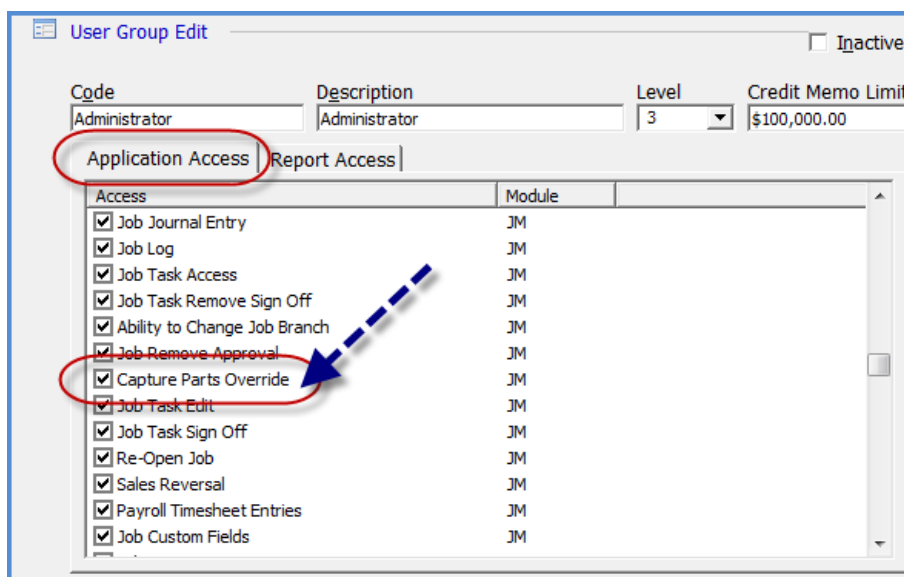 User Group Edit
Inactive
Code Description Level Credit Memo Limit
Administrator Administrator 3 $100,000.00
Application Access Report Access
Access Module
Job Journal Entry JM
Job Log JM
Job Task Access JM
Job Task Remove Sign Off JM
Ability to Change Job Branch JM
Job Remove Approval JM
Capture Parts Override JM
Job Task Edit JM
Job Task Sign Off JM
Re-Open Job JM
Sales Reversal JM
Payroll Timesheet Entries JM
Job Custom Fields JM